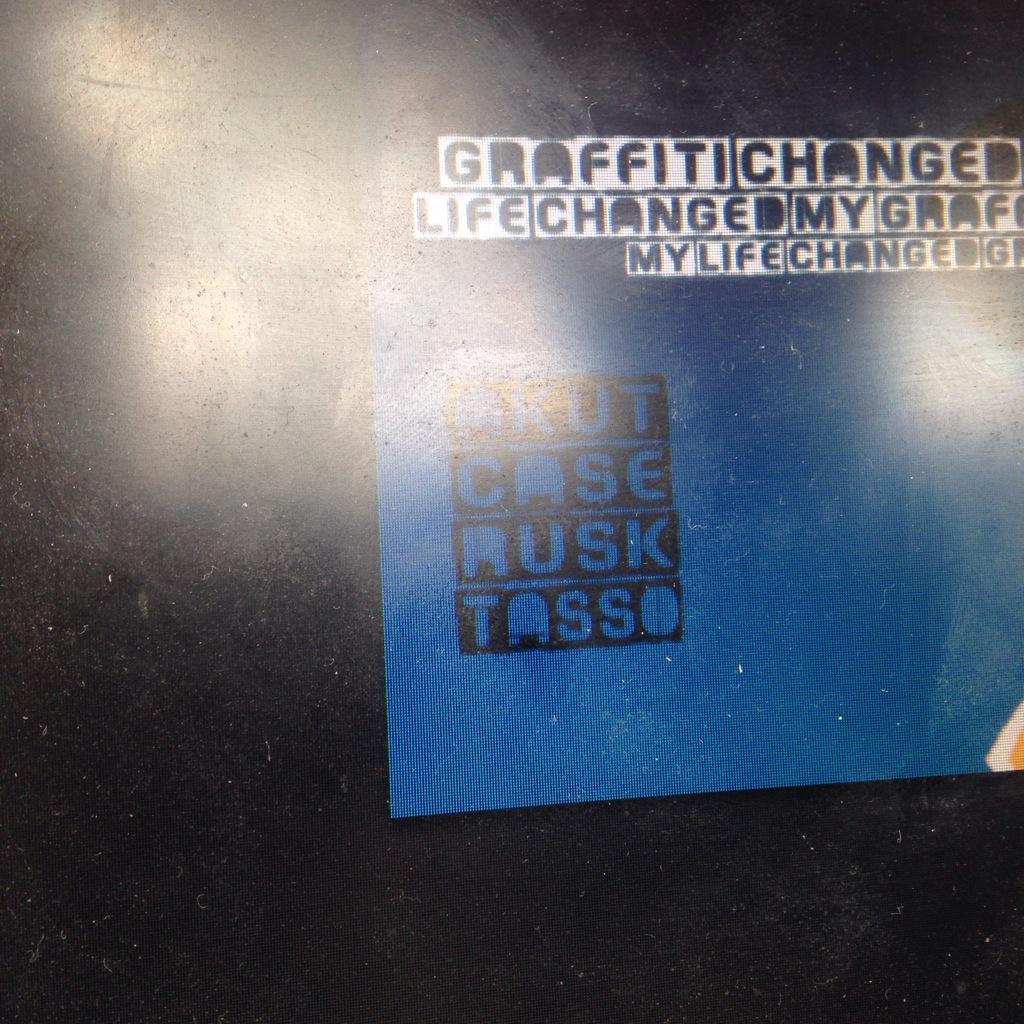 GRAFFITI CHANGED
LIFE CHANGED MY
MY LIFE CHANGED
AKUT
CASE
RUSK
TASSO